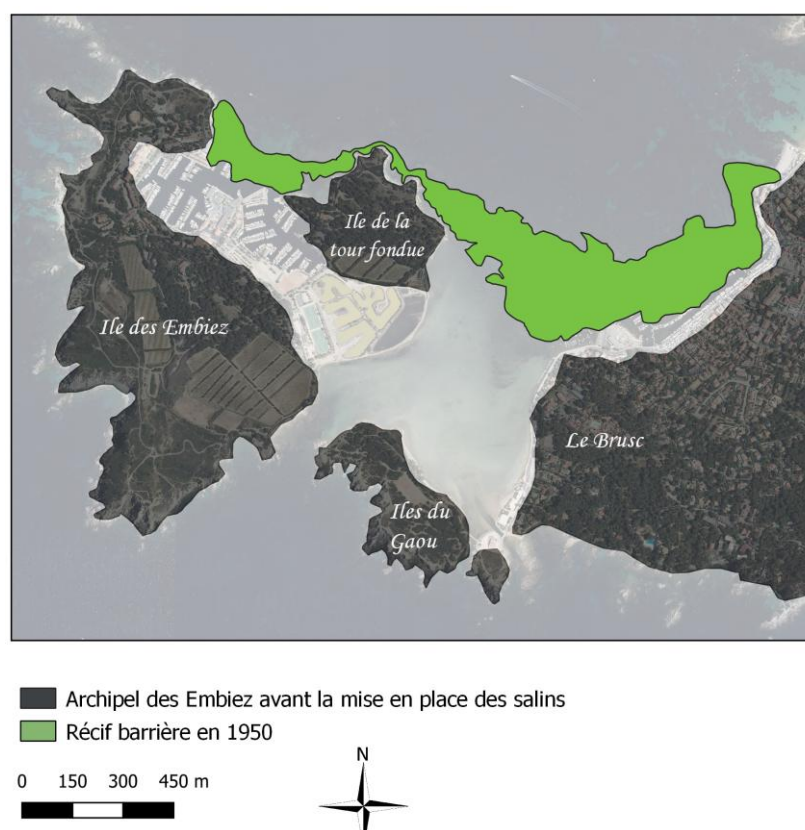 Ile de la
tour fondue
Ile des Embiez
Le Brusc
Iles du
Gaou
Archipel des Embiez avant la mise en place des salins
Récif barrière en 1950
0 150 300 450 m
N